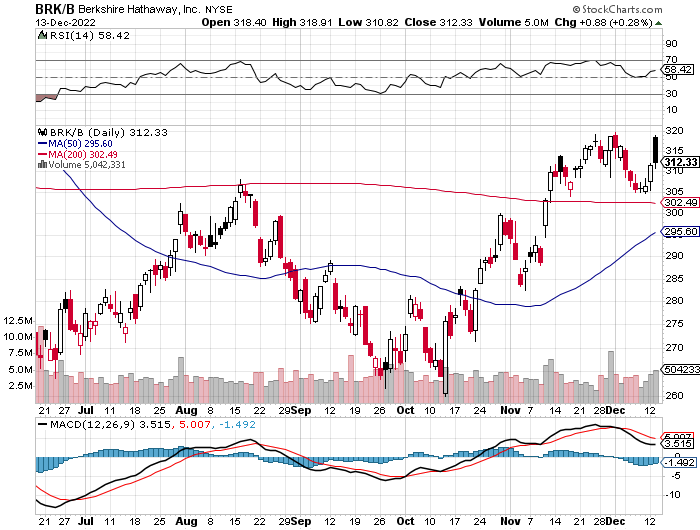 BRK/B Berkshire Hathaway, Inc. NYSE © StockCharts.com
13-Dec-2022 Open 318.40 High 318.91 Low 310.82 Close 312.33 Volume 5.0M Chg +0.88 (+0.28%)
RSI(14) 58.42
90
70
58.42
50
30
10
BRK/B (Daily) 312.33
MA(50) 295.60
MA(200) 302.49
Volume 5,042,331
320
315
312.33
310
305
302.49
300
295.60
290
285
280
275
270
265
260
12.5M
10.0M
7.5M
5.0M
2.5M
504233
21 27 Jul 11 18 25 Aug 8 15 22 29 Sep 12 19 26 Oct 10 17 24 Nov 7 14 21 28 Dec 12
MACD(12,26,9) 3.515, 5.007, -1.492
5.007
3.515
0
-1.492
-5
-10
21 27 Jul 11 18 25 Aug 8 15 22 29 Sep 12 19 26 Oct 10 17 24 Nov 7 14 21 28 Dec 12